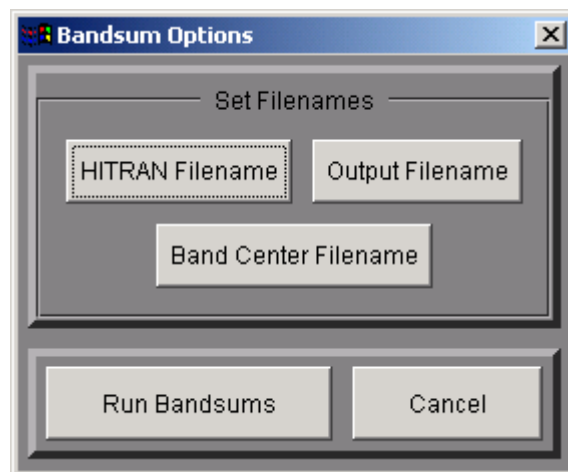 Bandsum Options
Set Filenames
HITRAN Filename
Output Filename
Band Center Filename
Run Bandsums
Cancel